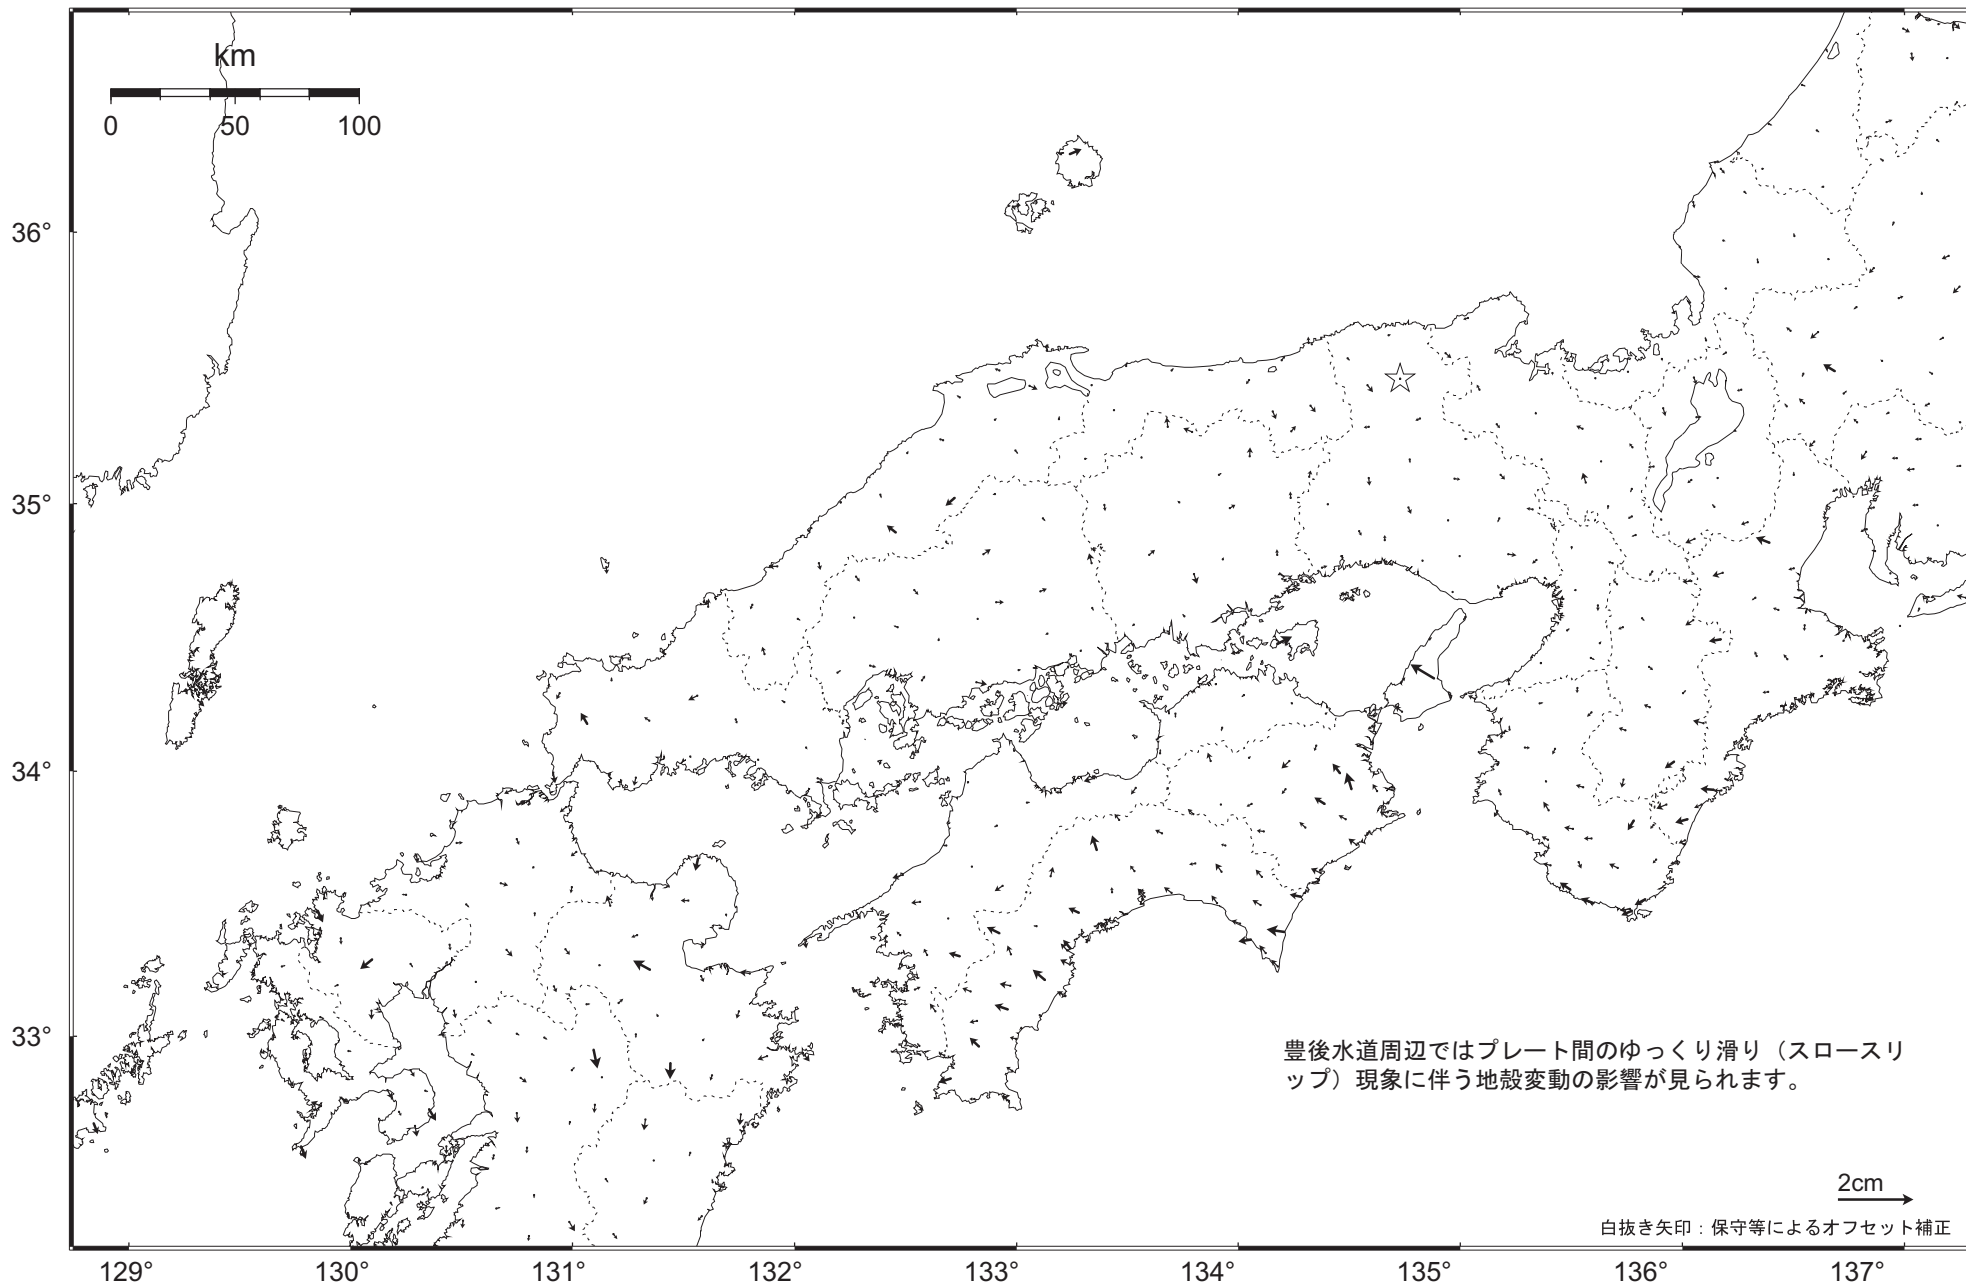 km
0 50 100
36°
35°
34°
33°
豊後水道周辺ではプレート間のゆっくり滑り（スロースリ
ップ）現象に伴う地殻変動の影響が見られます。
2cm
白抜き矢印：保守等によるオフセット補正
129° 130° 131° 132° 133° 134° 135° 136° 137°